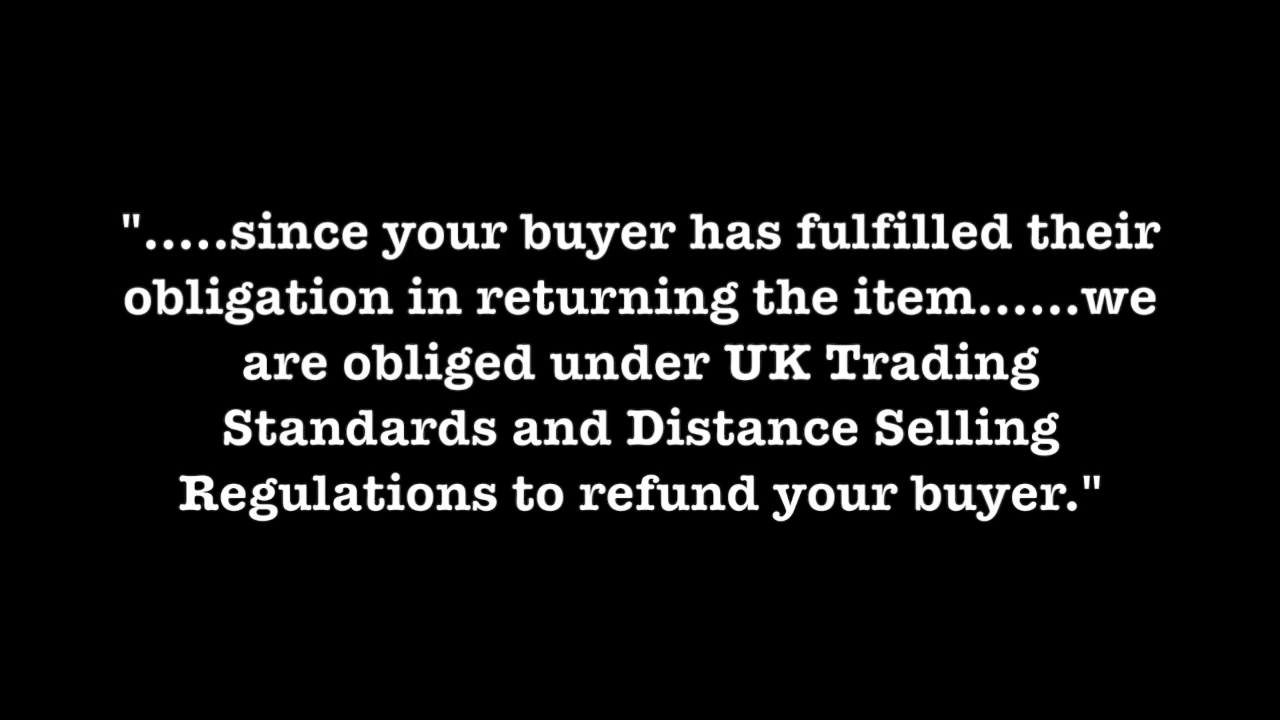 ".....since your buyer has fulfilled their
obligation in returning the item......we
are obliged under UK Trading
Standards and Distance Selling
Regulations to refund your buyer."